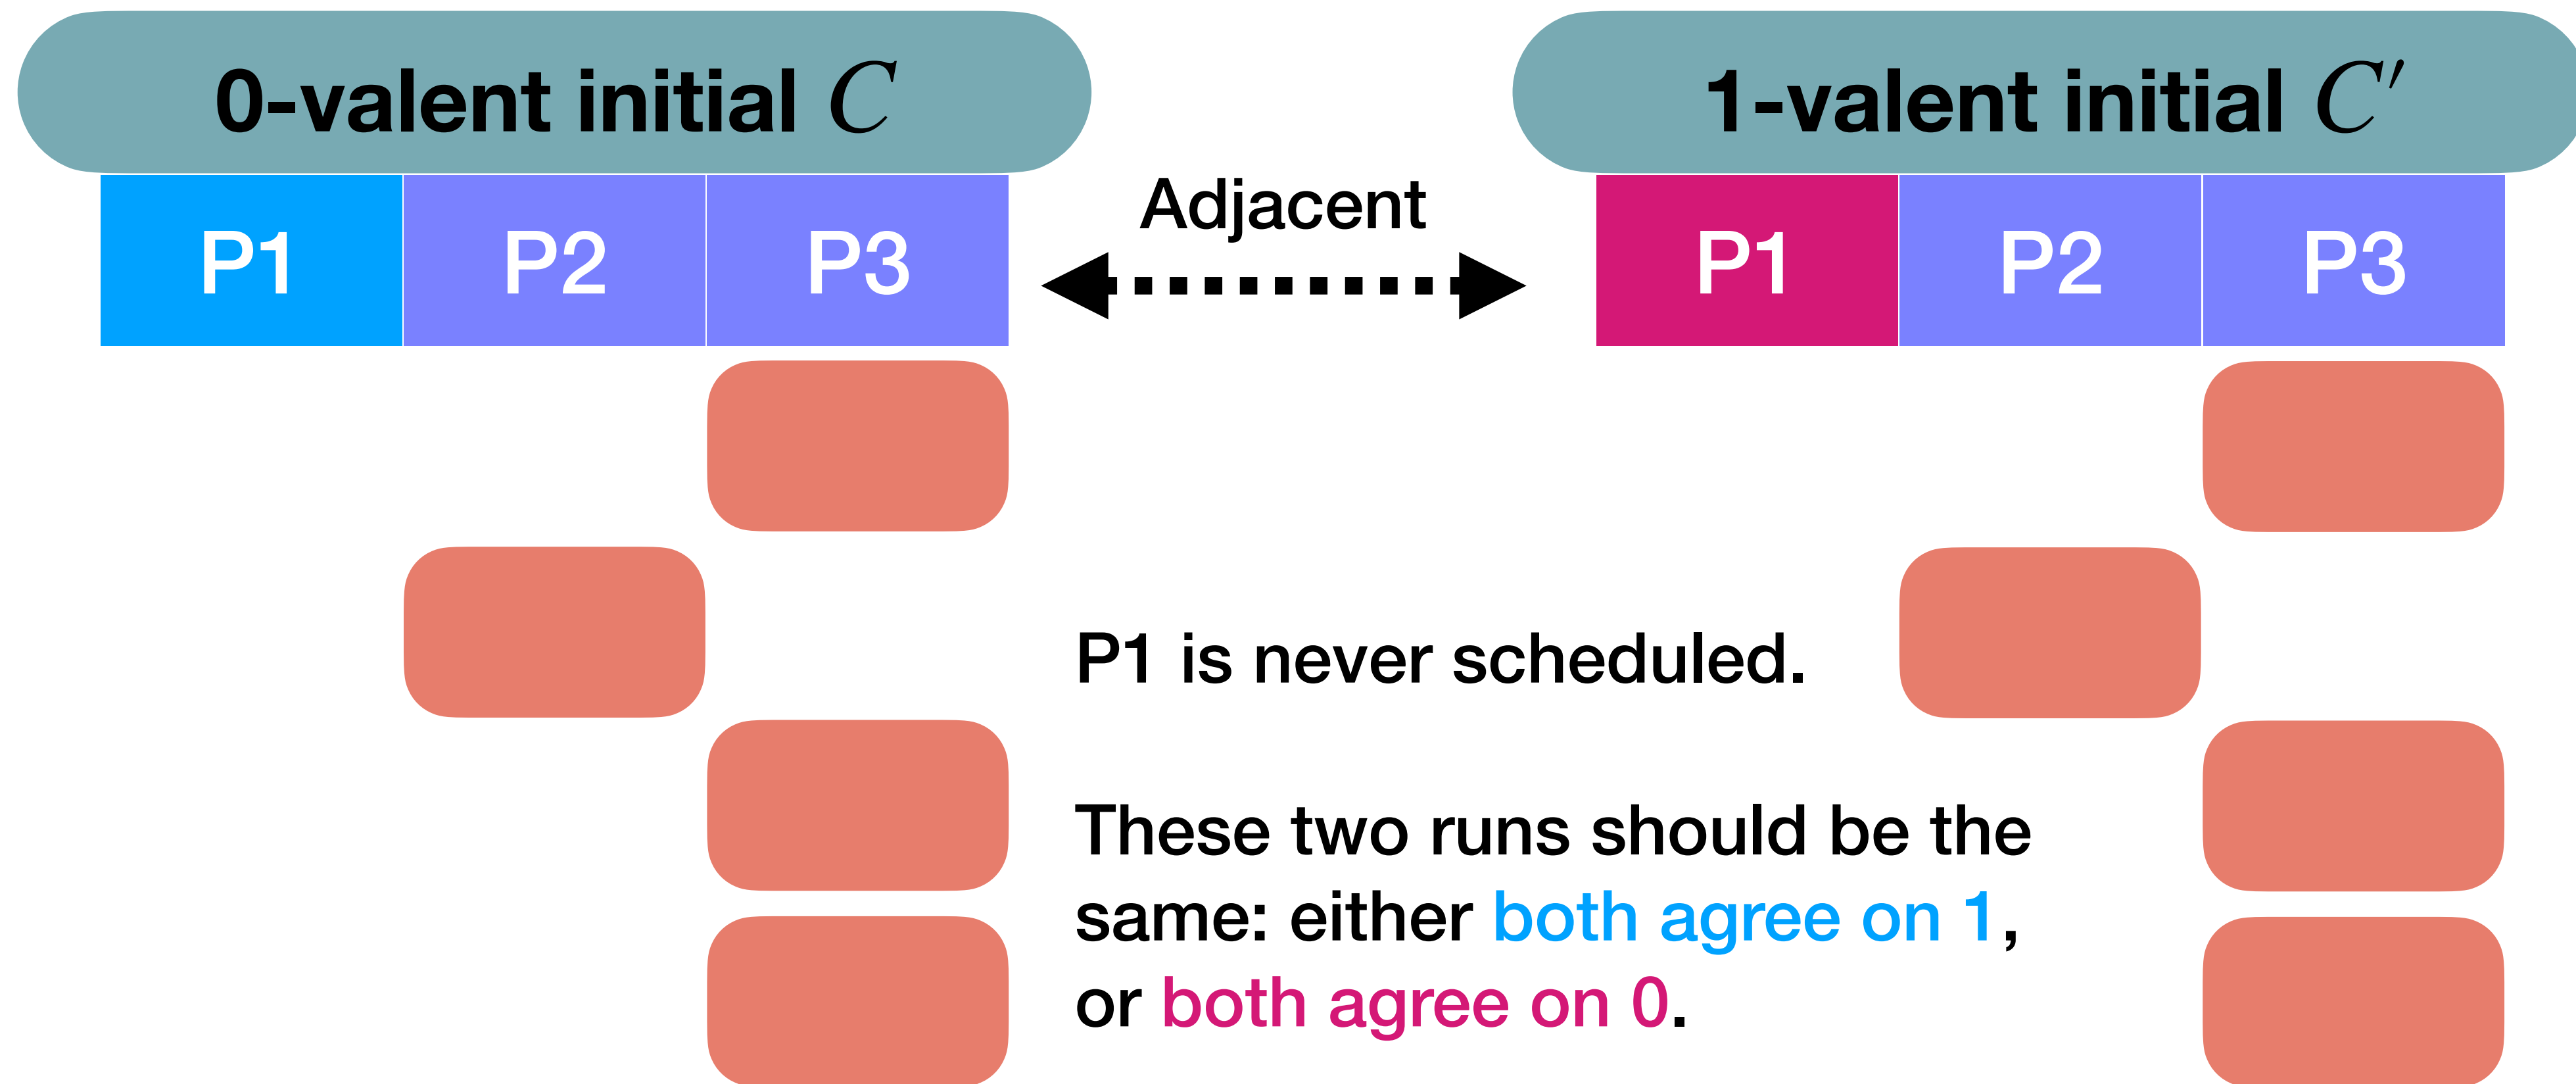 0-valent initial C
1-valent initial C′
Adjacent
P1 P2 P3
P1 P2 P3
P1 is never scheduled.
These two runs should be the
same: either both agree on 1,
or both agree on 0.